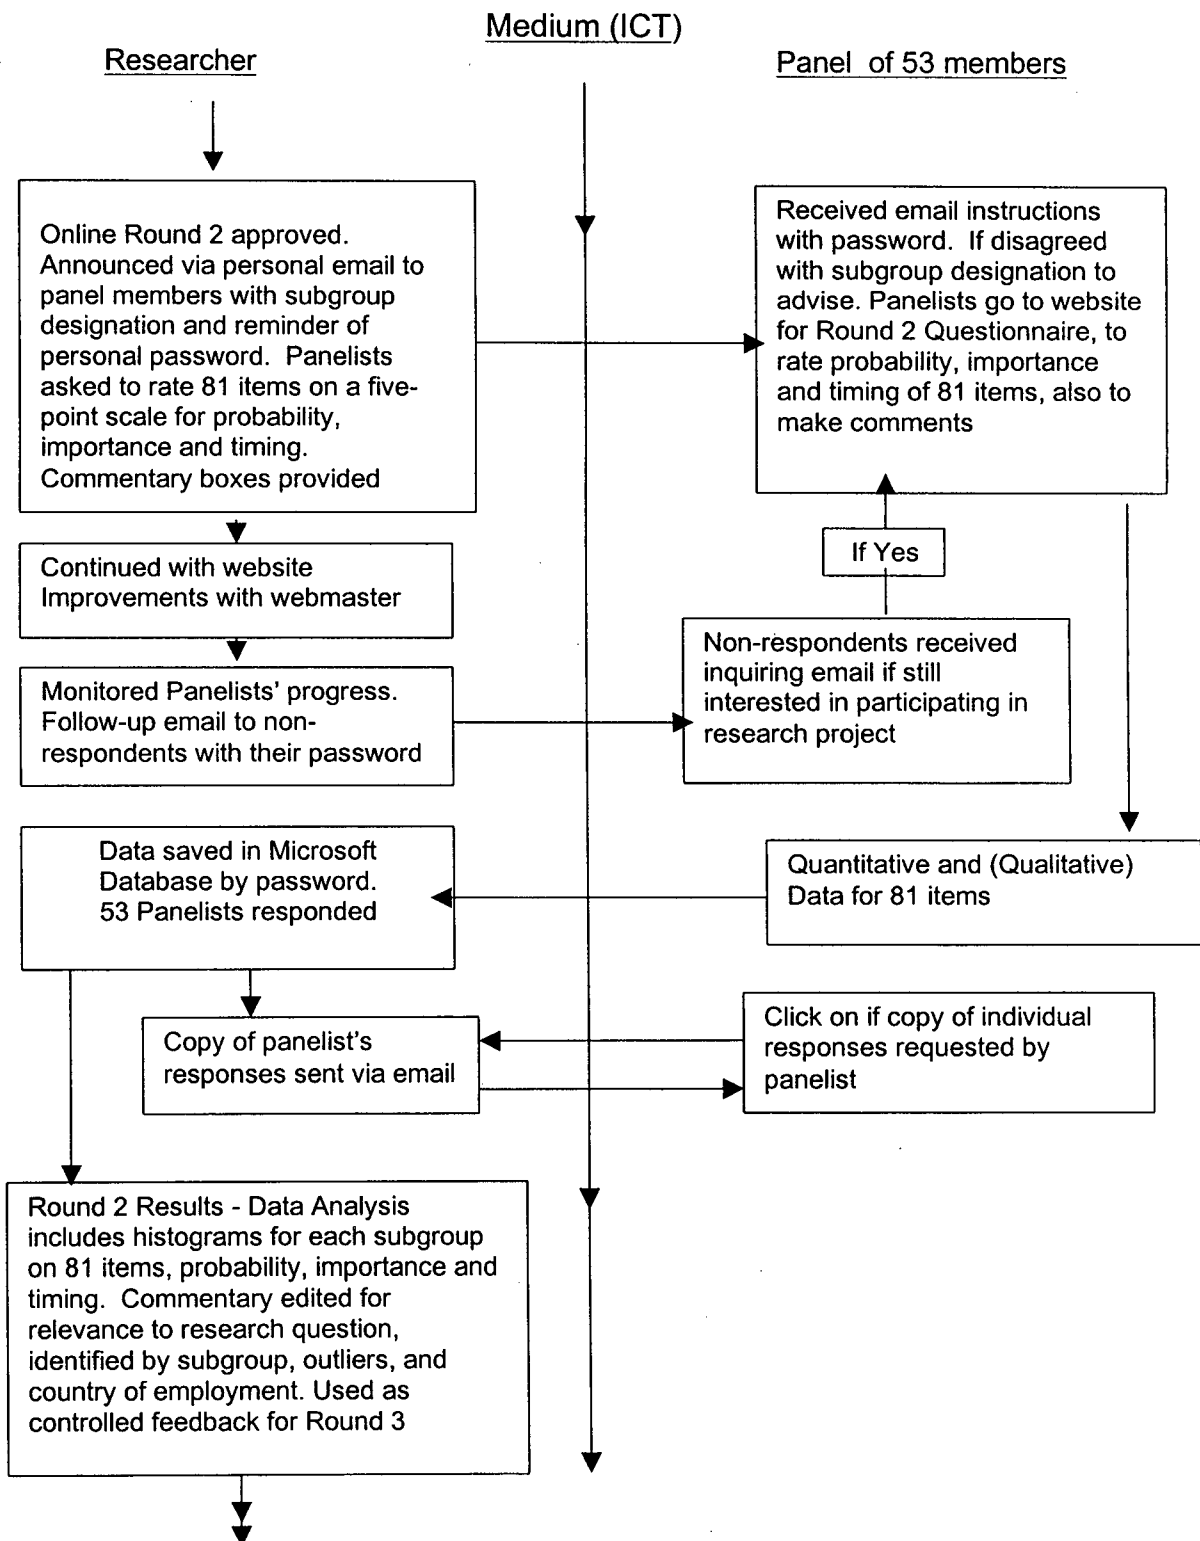 Medium (ICT)
Researcher
Panel of 53 members
Online Round 2 approved.
Announced via personal email to
panel members with subgroup
designation and reminder of
personal password. Panelists
asked to rate 81 items on a five-
point scale for probability,
importance and timing.
Commentary boxes provided
Received email instructions
with password. If disagreed
with subgroup designation to
advise. Panelists go to website
for Round 2 Questionnaire, to
rate probability, importance
and timing of 81 items, also to
make comments
If Yes
Continued with website
Improvements with webmaster
Non-respondents received
inquiring email if still
interested in participating in
research project
Monitored Panelists' progress.
Follow-up email to non-
respondents with their password
Data saved in Microsoft
Database by password.
53 Panelists responded
Quantitative and (Qualitative)
Data for 81 items
Copy of panelist's
responses sent via email
Click on if copy of individual
responses requested by
panelist
Round 2 Results - Data Analysis
includes histograms for each subgroup
on 81 items, probability, importance and
timing. Commentary edited for
relevance to research question,
identified by subgroup, outliers, and
country of employment. Used as
controlled feedback for Round 3